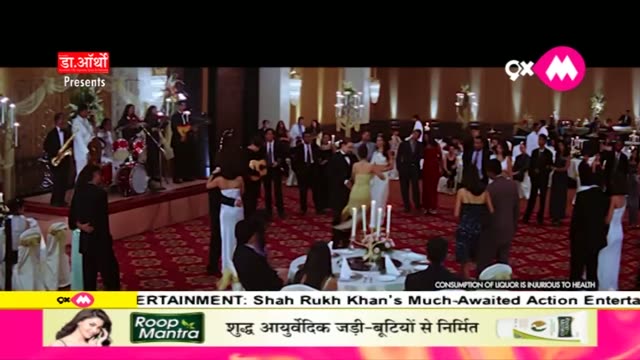 डा.ऑर्थो
Presents
9X M
CONSUMPTION OF LIQUOR IS INJURIOUS TO HEALTH
9X M ERTAINMENT: Shah Rukh Khan's Much-Awaited Action Enterta
Roop
Mantra
शुद्ध आयुर्वेदिक जड़ी-बूटियों से निर्मित